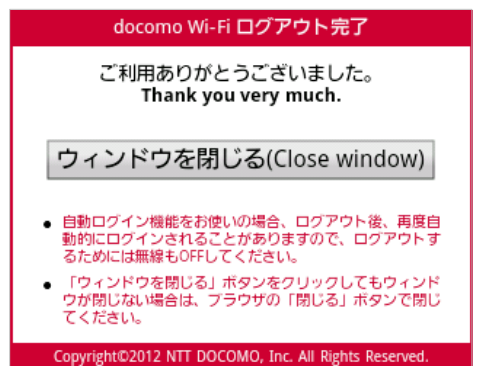 docomo Wi-Fi ログアウト完了
ご利用ありがとうございました。
Thank you very much.
ウィンドウを閉じる(Close window)
● 自動ログイン機能をお使いの場合、ログアウト後、再度自
動的にログインされることがありますので、ログアウトす
るためには無線もOFFしてください。
● 「ウィンドウを閉じる」ボタンをクリックしてもウィンド
ウが閉じない場合は、ブラウザの「閉じる」ボタンで閉じ
てください。
Copyright©2012 NTT DOCOMO, Inc. All Rights Reserved.